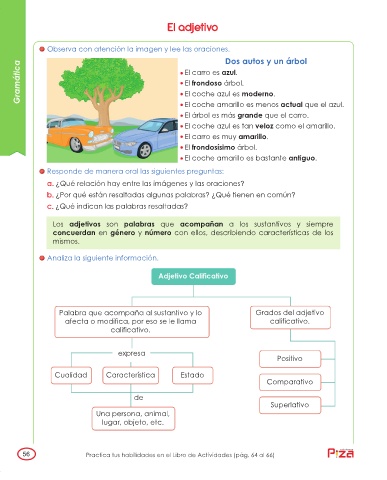 El adjetivo
Gramática
Observa con atención la imagen y lee las oraciones.
Dos autos y un árbol
El carro es azul.
El frondoso árbol.
El coche azul es moderno.
El coche amarillo es menos actual que el azul.
El árbol es más grande que el carro.
El coche azul es tan veloz como el amarillo.
El carro es muy amarillo.
El frondosísimo árbol.
El coche amarillo es bastante antiguo.
Responde de manera oral las siguientes preguntas:
a. ¿Qué relación hay entre las imágenes y las oraciones?
b. ¿Por qué están resaltadas algunas palabras? ¿Qué tienen en común?
c. ¿Qué indican las palabras resaltadas?
Los adjetivos son palabras que acompañan a los sustantivos y siempre
concuerdan en género y número con ellos, describiendo características de los
mismos.
Analiza la siguiente información.
Adjetivo Calificativo
Palabra que acompaña al sustantivo y lo
afecta o modifica, por eso se le llama
calificativo.
Grados del adjetivo
calificativo.
expresa
Cualidad
Característica
Estado
de
Una persona, animal,
lugar, objeto, etc.
Positivo
Comparativo
Superlativo
56
Practica tus habilidades en el Libro de Actividades (pág. 64 al 66)
Piza